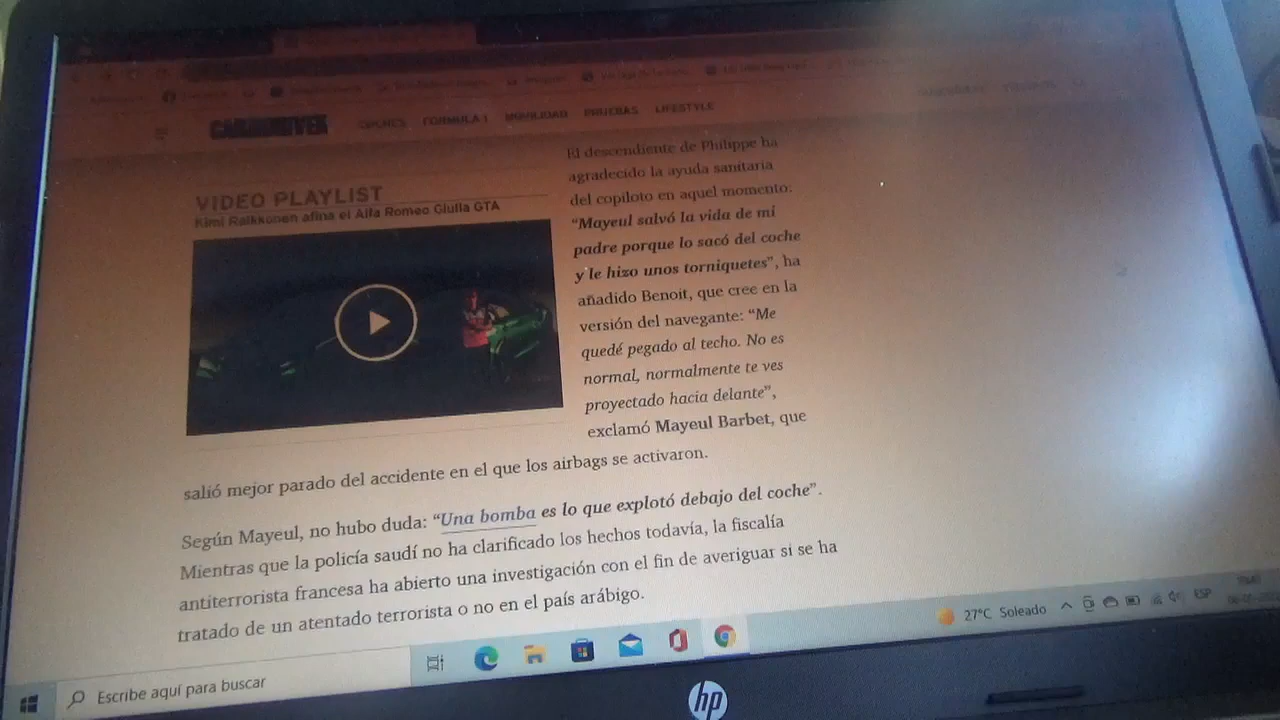 CARANDDRIVER
COCHES FORMULA 1 MOVILIDAD PRUEBAS LIFESTYLE
VIDEO PLAYLIST
Kimi Raikkonen afina el Alfa Romeo Giulia GTA
El descendiente de Philippe ha
agradecido la ayuda sanitaria
del copiloto en aquel momento:
“Mayeul salvó la vida de mi
padre porque lo sacó del coche
y le hizo unos torniquetes”, ha
añadido Benoit, que cree en la
versión del navegante: “Me
quedé pegado al techo. No es
normal, normalmente te ves
proyectado hacia delante”,
exclamó Mayeul Barbet, que
salió mejor parado del accidente en el que los airbags se activaron.
Según Mayeul, no hubo duda: “Una bomba es lo que explotó debajo del coche”.
Mientras que la policía saudí no ha clarificado los hechos todavía, la fiscalía
antiterrorista francesa ha abierto una investigación con el fin de averiguar si se ha
tratado de un atentado terrorista o no en el país arábigo.
Escribe aquí para buscar
27°C Soleado
ESP
hp